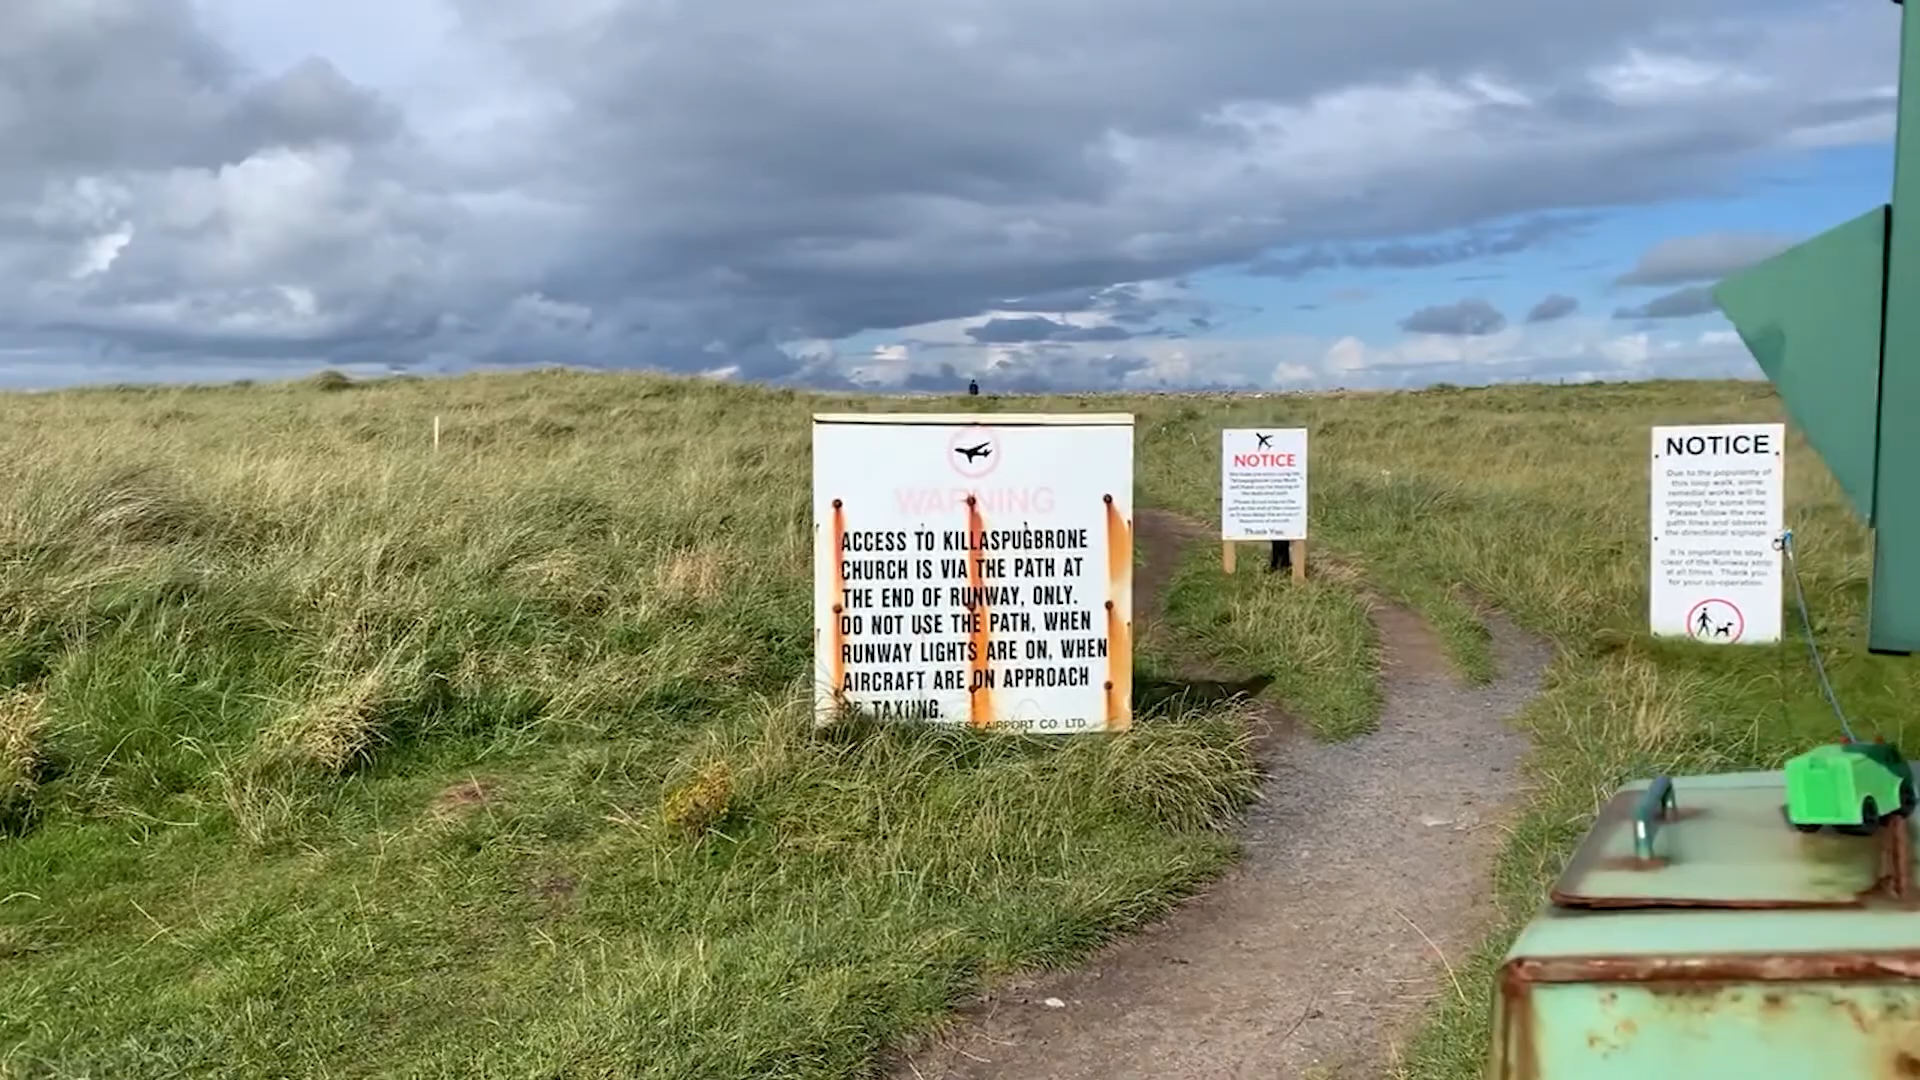 WARNING
ACCESS TO KILLASPUGBRONE
CHURCH IS VIA THE PATH AT
THE END OF RUNWAY, ONLY.
DO NOT USE THE PATH, WHEN
RUNWAY LIGHTS ARE ON, WHEN
AIRCRAFT ARE ON APPROACH
OR TAXIING.
AIRPORT CO. LTD.
NOTICE
Thank You
NOTICE
Due to the popularity of
this loop walk, some
remedial works will be
ongoing for some time.
Please follow the new
path lines and observe
the directional signage.
It is important to stay
clear of the Runway strip
at all times. Thank you
for your co-operation.